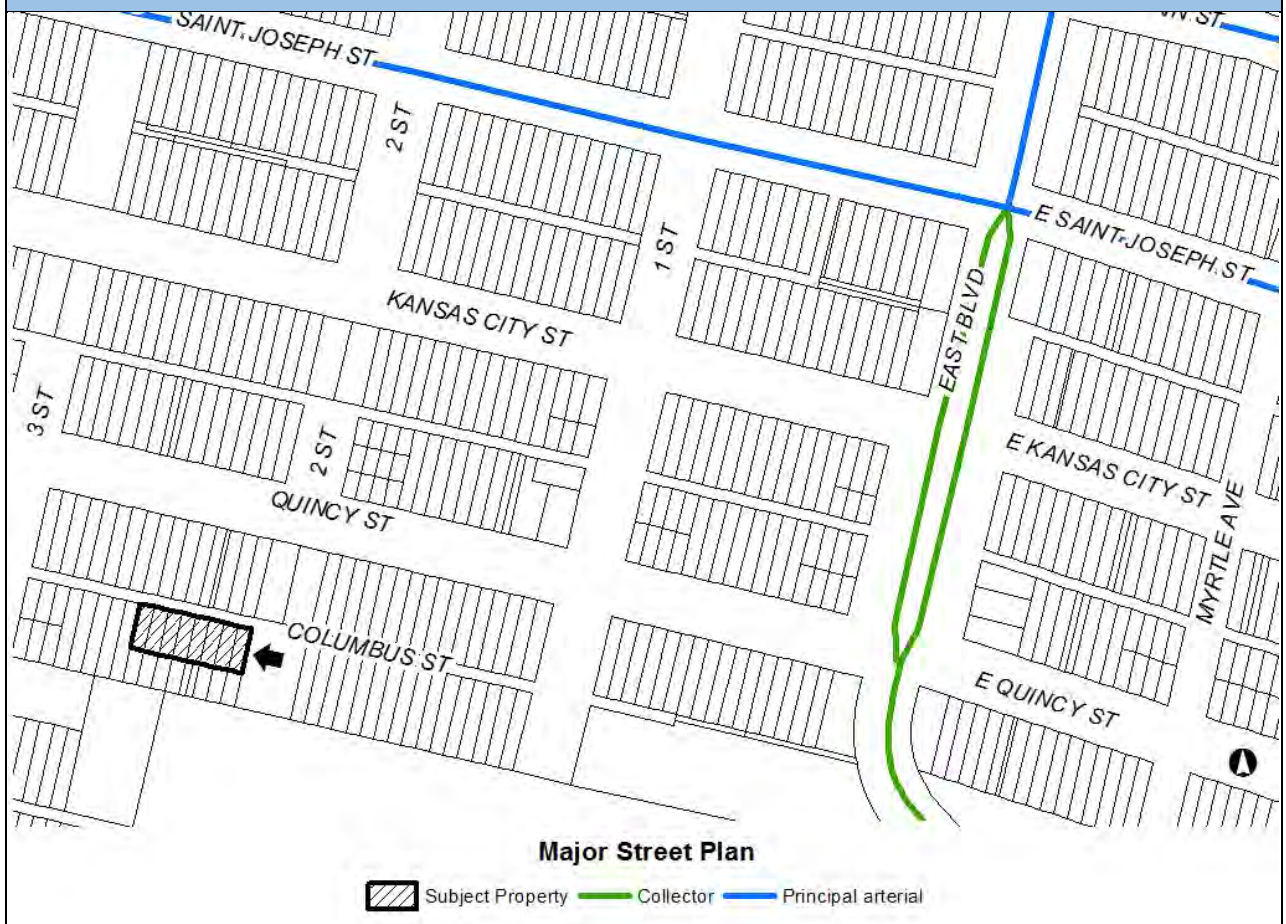 SAINT JOSEPH ST
N ST
2 ST
1 ST
E SAINT JOSEPH ST
EAST BLVD
KANSAS CITY ST
3 ST
2 ST
E KANSAS CITY ST
QUINCY ST
MYRTLE AVE
COLUMBUS ST
E QUINCY ST
Major Street Plan
Subject Property
Collector
Principal arterial